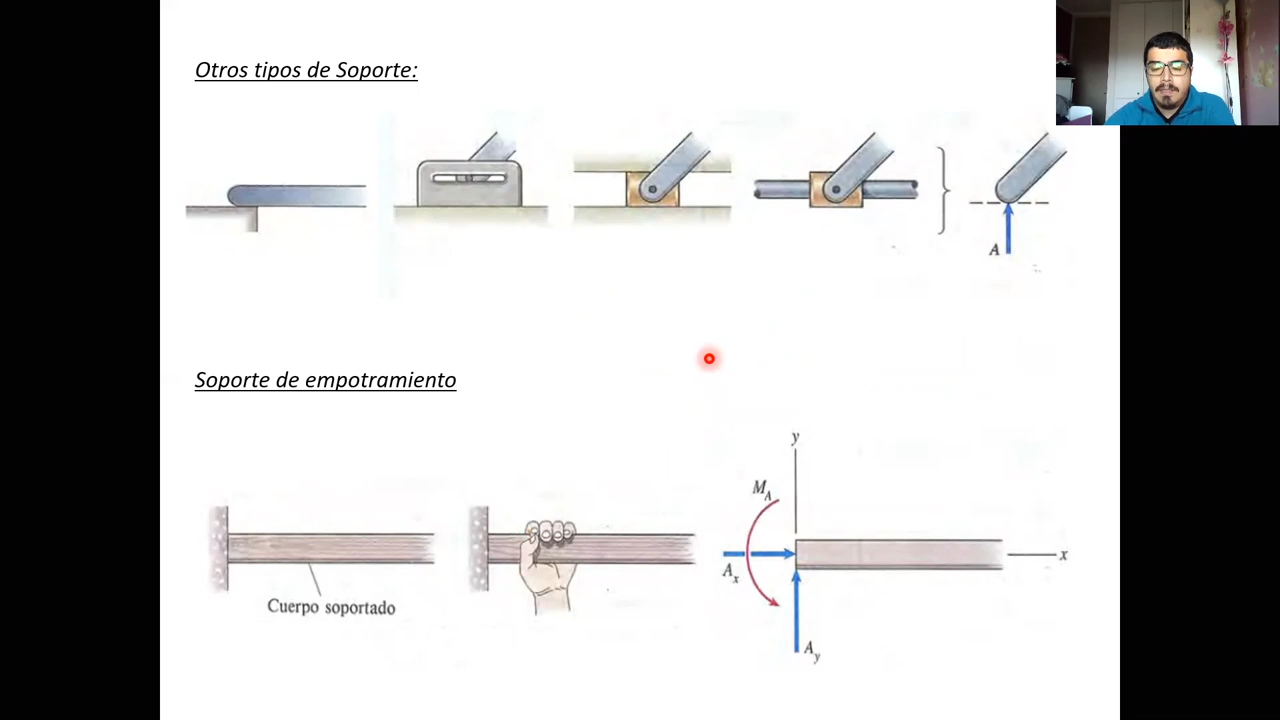 Otros tipos de Soporte:
A
Soporte de empotramiento
y
M_A
A_x
x
Cuerpo soportado
A_y